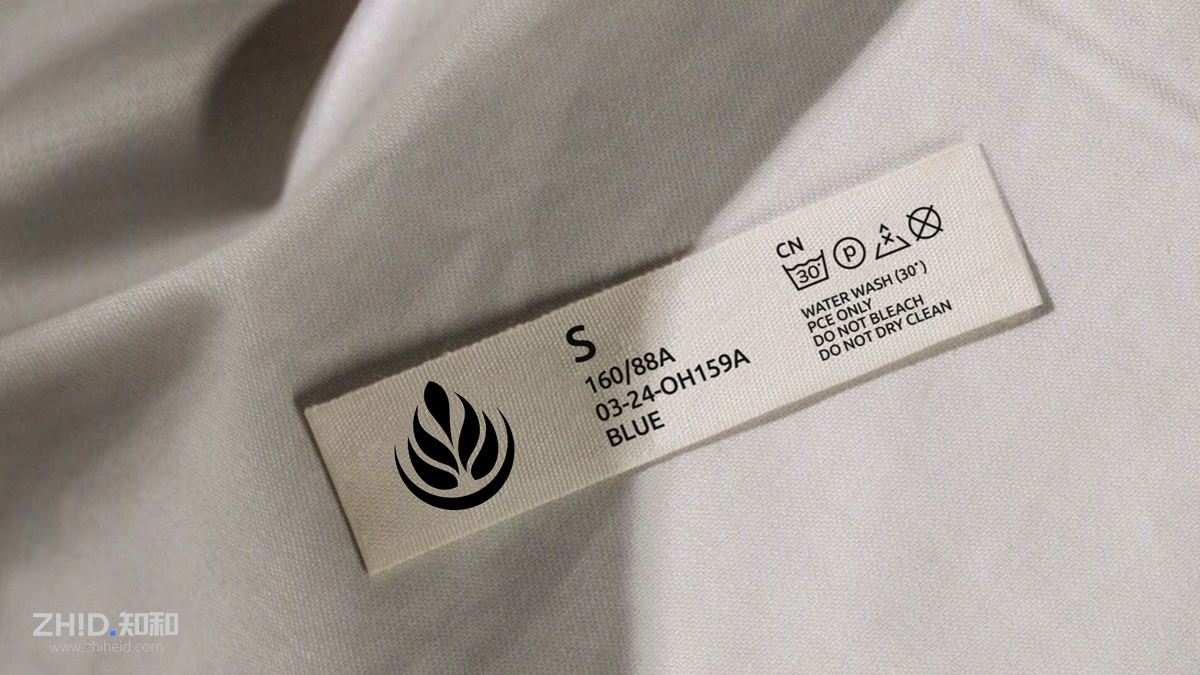 S
160/88A
03-24-OH159A
BLUE
CN
30°
p
WATER WASH (30°)
PCE ONLY
DO NOT BLEACH
DO NOT DRY CLEAN
ZH!D.知和
www.zhiheid.com